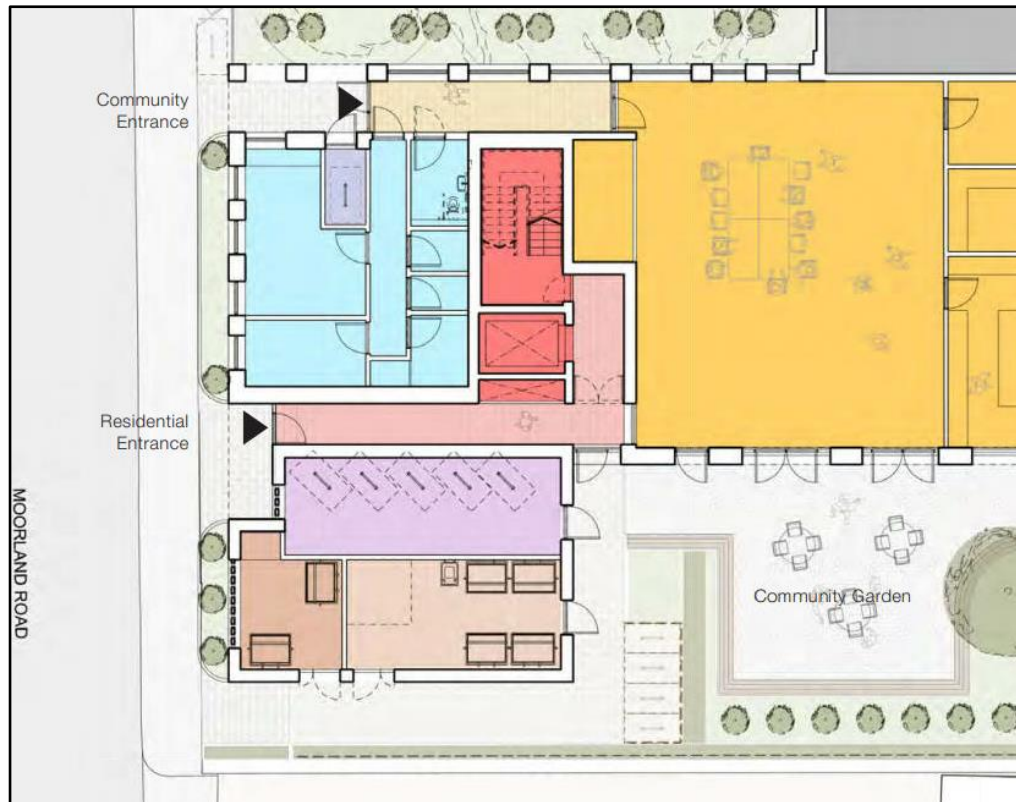 Community
Entrance
Residential
Entrance
MOORLAND ROAD
Community Garden